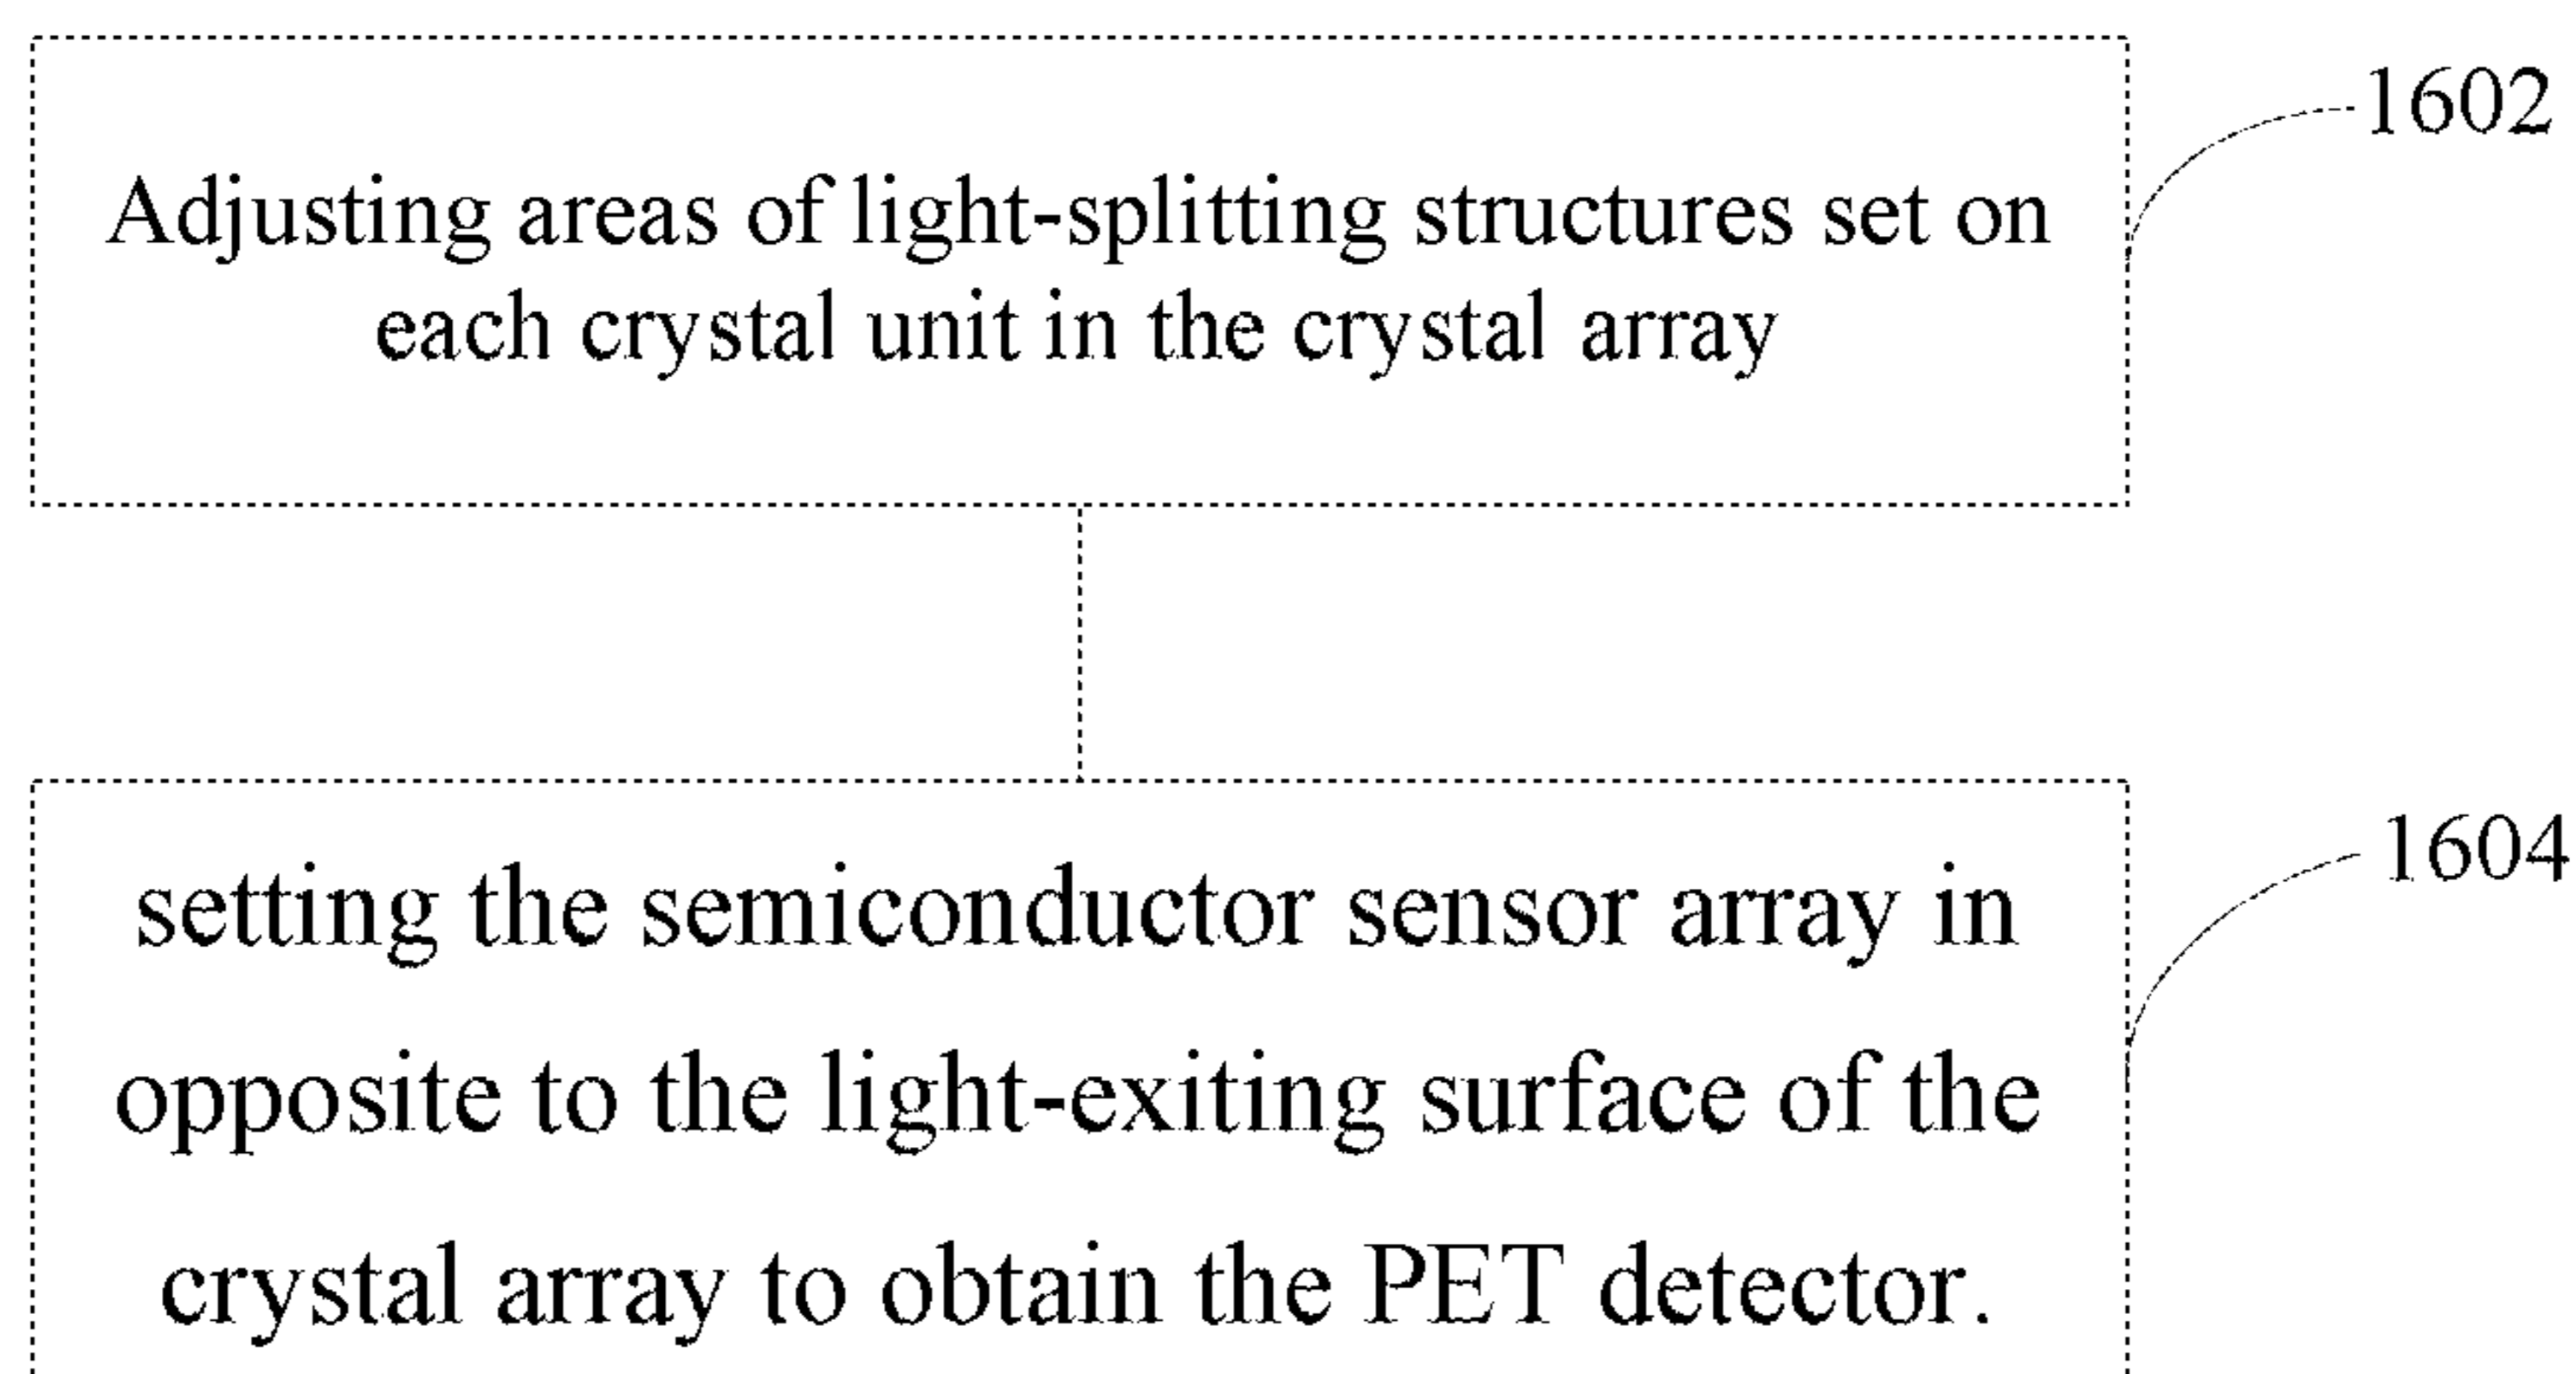 1602
Adjusting areas of light-splitting structures set on
each crystal unit in the crystal array
1604
setting the semiconductor sensor array in
opposite to the light-exiting surface of the
crystal array to obtain the PET detector.